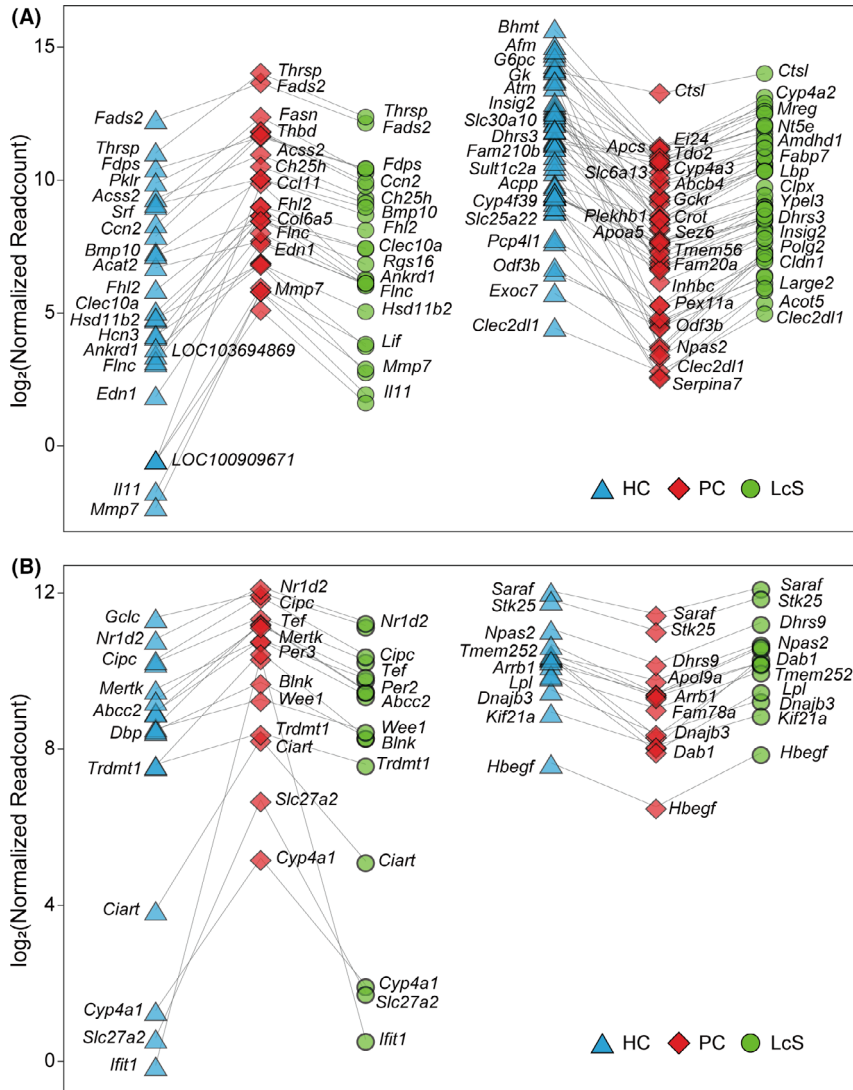 (A)
log₂(Normalized Readcount)
15
10
5
0
Fads2
Thrsp
Fdps
Pklr
Acss2
Srf
Ccn2
Bmp10
Acat2
Fhl2
Clec10a
Hsd11b2
Hcn3
Ankrd1
LOC103694869
Flnc
Edn1
LOC100909671
Il11
Mmp7
Thrsp
Fads2
Fasn
Thbd
Acss2
Ch25h
Ccl11
Fhl2
Col6a5
Flnc
Edn1
Mmp7
Thrsp
Fads2
Fdps
Ccn2
Ch25h
Bmp10
Fhl2
Clec10a
Rgs16
Ankrd1
Flnc
Hsd11b2
Lif
Mmp7
Il11
Bhmt
Afm
G6pc
Gk
Atrn
Insig2
Slc30a10
Dhrs3
Fam210b
Sult1c2a
Acpp
Cyp4f39
Slc25a22
Pcp4l1
Odf3b
Exoc7
Clec2dl1
Apcs
Slc6a13
Plekhb1
Apoa5
Ctsl
Ei24
Tdo2
Cyp4a3
Abcb4
Gckr
Crot
Sez6
Tmem56
Fam20a
Inhbc
Pex11a
Odf3b
Npas2
Clec2dl1
Serpina7
Ctsl
Cyp4a2
Mreg
Nt5e
Amdhd1
Fabp7
Lbp
Clpx
Ypel3
Dhrs3
Insig2
Polg2
Cldn1
Large2
Acot5
Clec2dl1
HC PC LcS
(B)
log₂(Normalized Readcount)
12
8
4
0
Gclc
Nr1d2
Cipc
Mertk
Abcc2
Dbp
Trdmt1
Ciart
Cyp4a1
Slc27a2
Ifit1
Nr1d2
Cipc
Tef
Mertk
Per3
Blnk
Wee1
Trdmt1
Ciart
Slc27a2
Cyp4a1
Nr1d2
Cipc
Tef
Per2
Abcc2
Wee1
Blnk
Trdmt1
Ciart
Cyp4a1
Slc27a2
Ifit1
Saraf
Stk25
Npas2
Tmem252
Arrb1
Lpl
Dnajb3
Kif21a
Hbegf
Saraf
Stk25
Dhrs9
Apol9a
Arrb1
Fam78a
Dnajb3
Dab1
Hbegf
Saraf
Stk25
Dhrs9
Npas2
Dab1
Tmem252
Lpl
Dnajb3
Kif21a
Hbegf
HC PC LcS